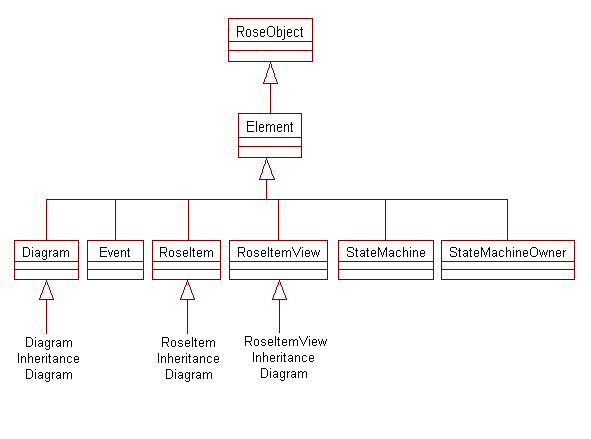 RoseObject
Element
Diagram
Event
RoseItem
RoseItemView
StateMachine
StateMachineOwner
Diagram
Inheritance
Diagram
RoseItem
Inheritance
Diagram
RoseItemView
Inheritance
Diagram